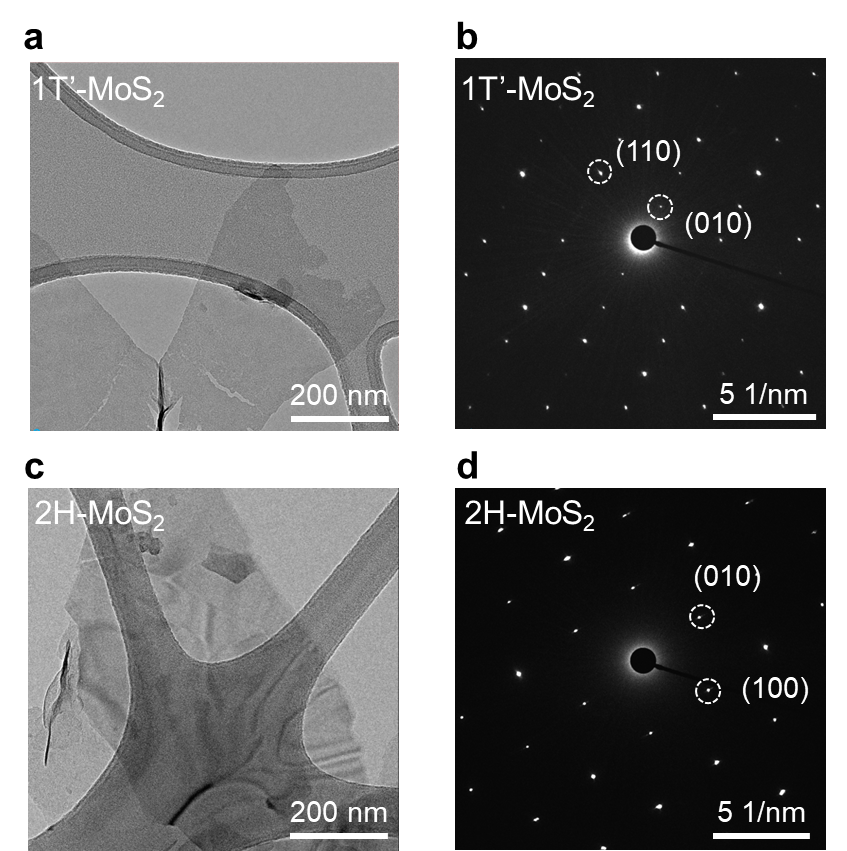 a
1T’-MoS₂
200 nm
b
1T’-MoS₂
(110)
(010)
5 1/nm
c
2H-MoS₂
200 nm
d
2H-MoS₂
(010)
(100)
5 1/nm